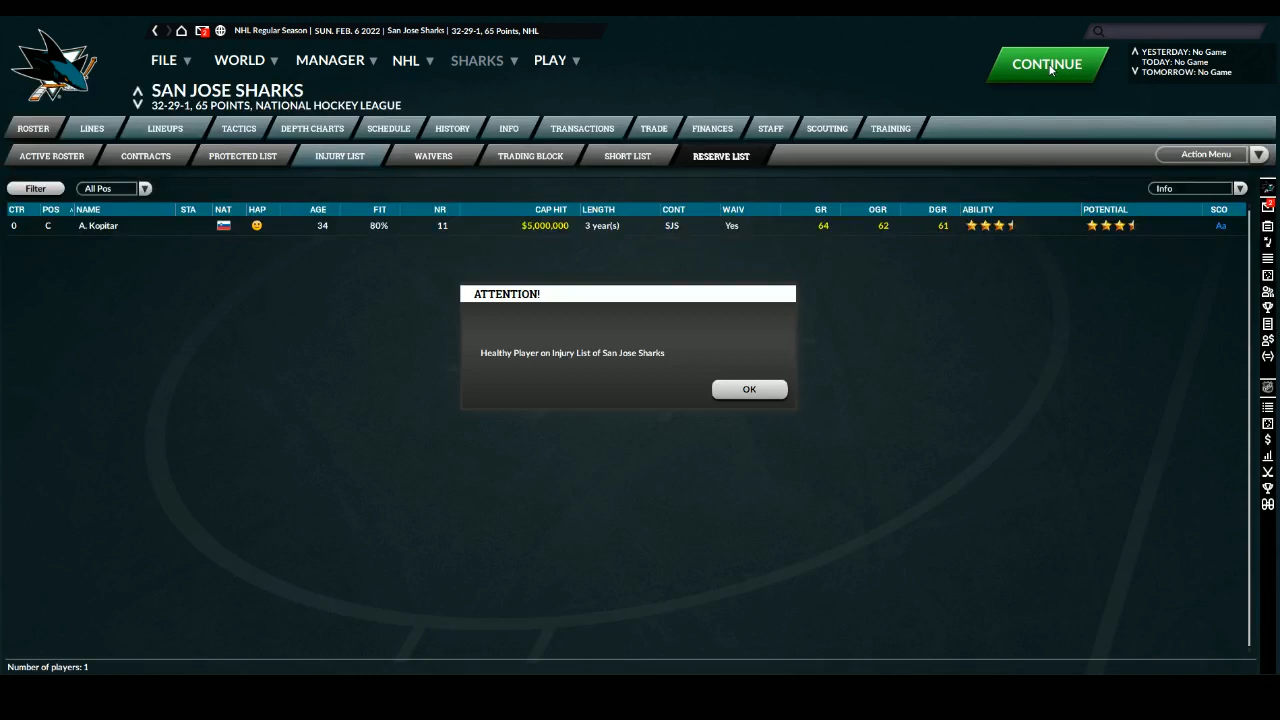 NHL Regular Season | SUN. FEB. 6 2022 | San Jose Sharks | 32-29-1, 65 Points, NHL
2
FILE WORLD MANAGER NHL SHARKS PLAY
CONTINUE
YESTERDAY: No Game
TODAY: No Game
TOMORROW: No Game
SAN JOSE SHARKS
32-29-1, 65 POINTS, NATIONAL HOCKEY LEAGUE
ROSTER LINES LINEUPS TACTICS DEPTH CHARTS SCHEDULE HISTORY INFO TRANSACTIONS TRADE FINANCES STAFF SCOUTING TRAINING
ACTIVE ROSTER CONTRACTS PROTECTED LIST INJURY LIST WAIVERS TRADING BLOCK SHORT LIST RESERVE LIST Action Menu
Filter All Pos Info
CTR POS NAME STA NAT HAP AGE FIT NR CAP HIT LENGTH CONT WAIV GR OGR DGR ABILITY POTENTIAL SCO
0 C A. Kopitar 34 80% 11 $5,000,000 3 year(s) SJS Yes 64 62 61 Aa
2
ATTENTION!
Healthy Player on Injury List of San Jose Sharks
OK
Number of players: 1